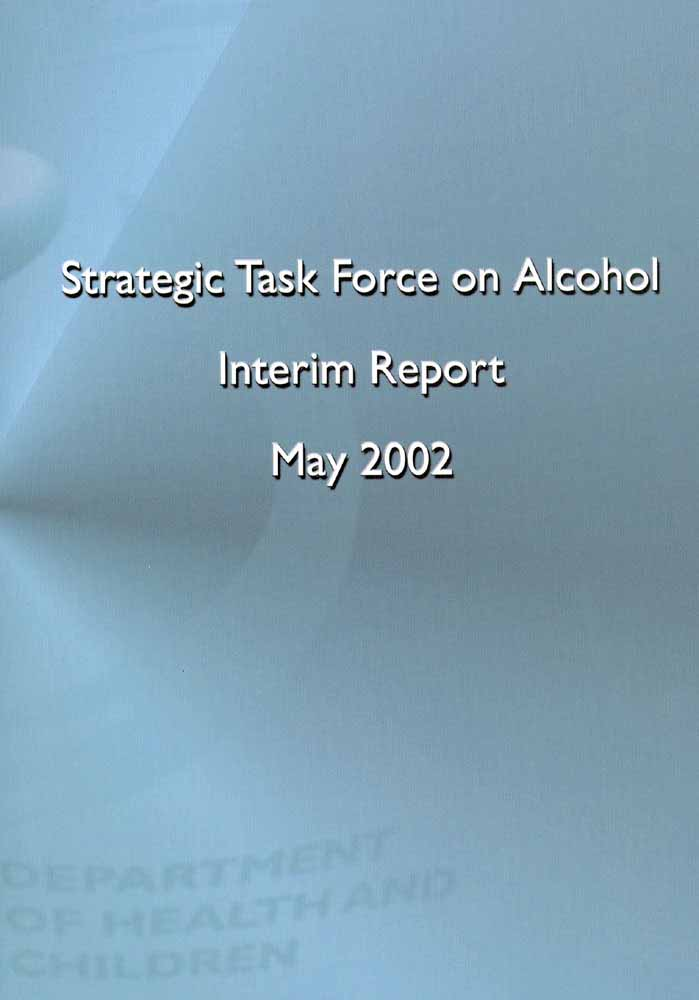 Strategic Task Force on Alcohol
Interim Report
May 2002
DEPARTMENT
OF HEALTH AND
CHILDREN